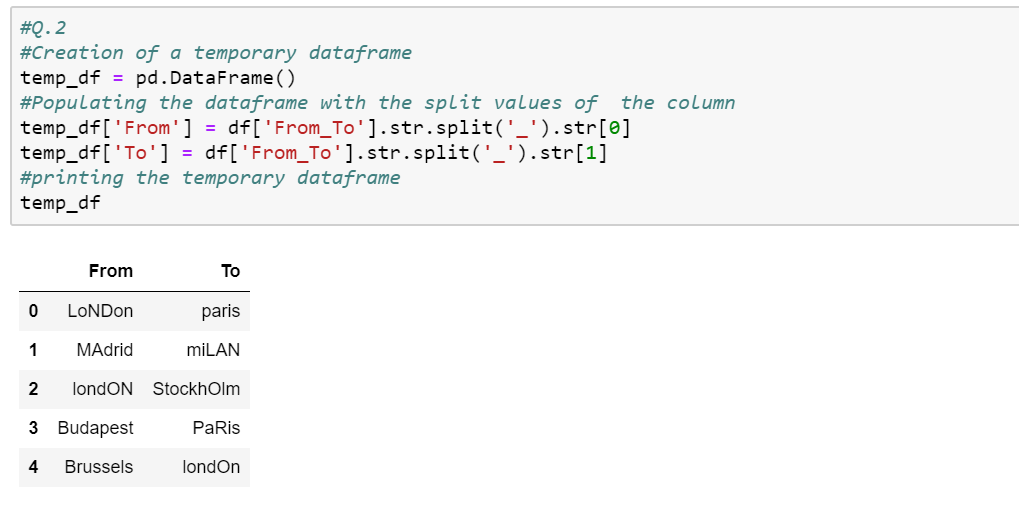 #Q.2
#Creation of a temporary dataframe
temp_df = pd.DataFrame()
#Populating the dataframe with the split values of  the column
temp_df['From'] = df['From_To'].str.split('_').str[0]
temp_df['To'] = df['From_To'].str.split('_').str[1]
#printing the temporary dataframe
temp_df
From To
0 LoNDon paris
1 MAdrid miLAN
2 londON StockhOlm
3 Budapest PaRis
4 Brussels londOn